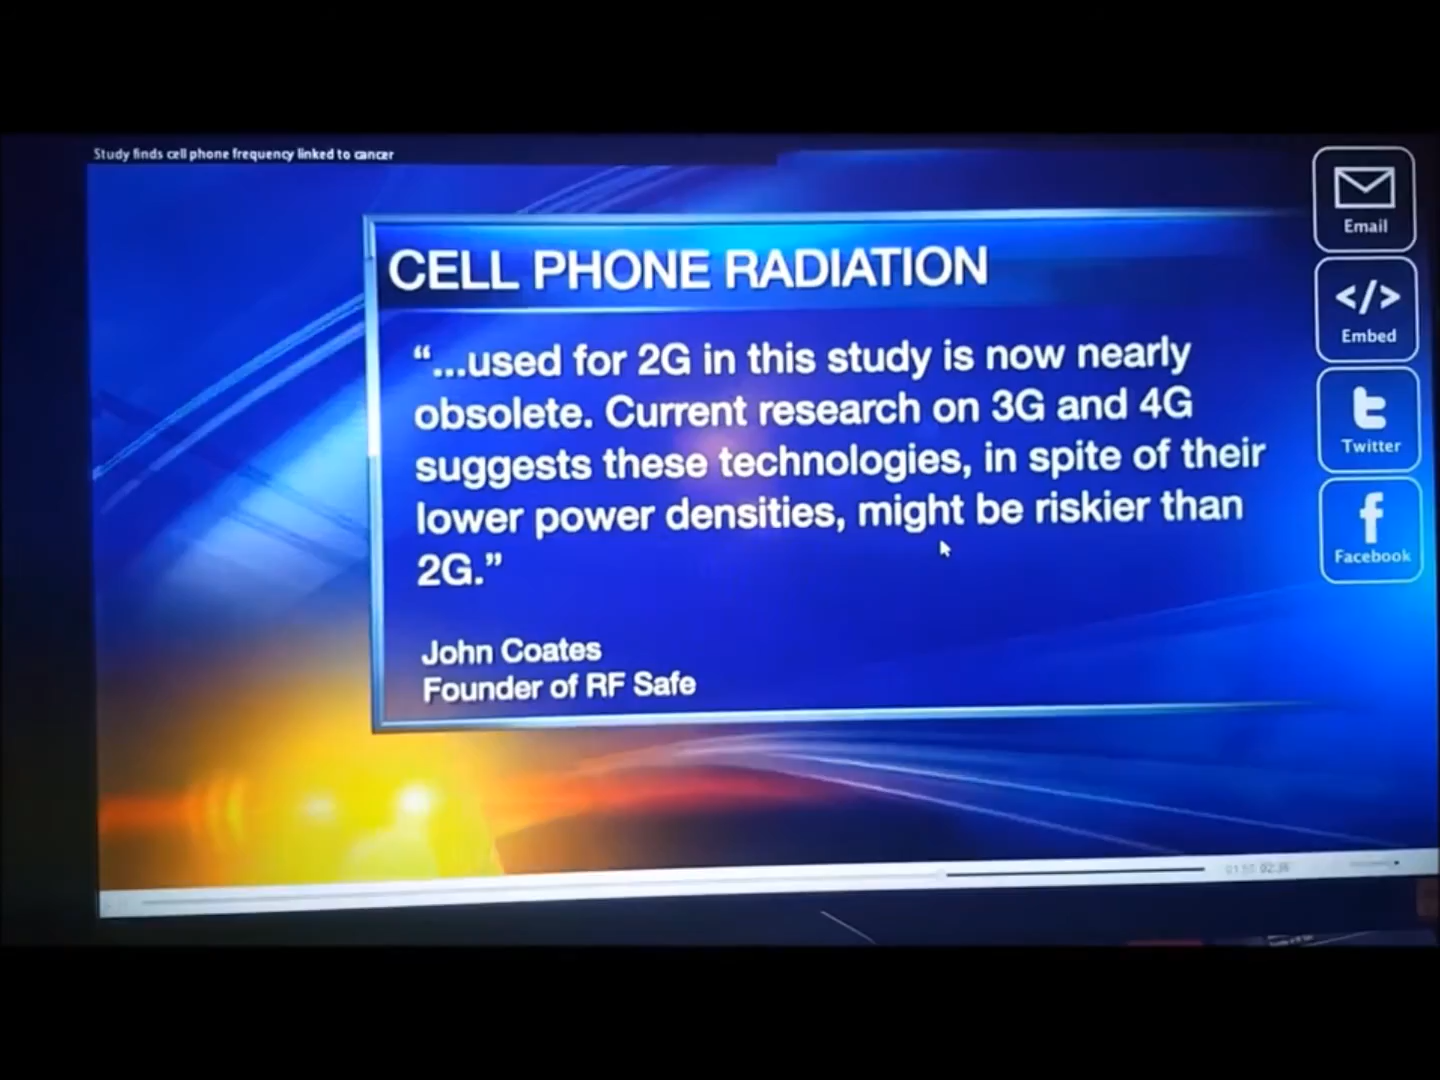 Study finds cell phone frequency linked to cancer
CELL PHONE RADIATION
“...used for 2G in this study is now nearly
obsolete. Current research on 3G and 4G
suggests these technologies, in spite of their
lower power densities, might be riskier than
2G.”
John Coates
Founder of RF Safe
Email
</>
Embed
Twitter
Facebook